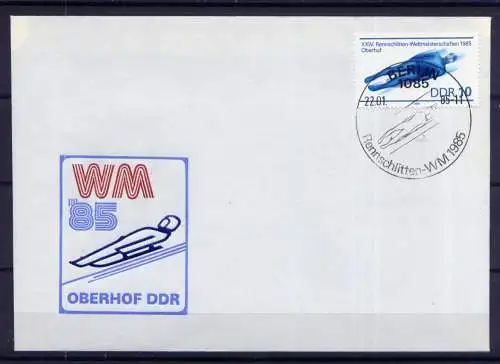 XXIV. Rennschlitten-Weltmeisterschaften 1985
Oberhof
DDR 10
BERLIN
1085
22.01. 85-11
Rennschlitten-WM 1985
WM
'85
OBERHOF DDR